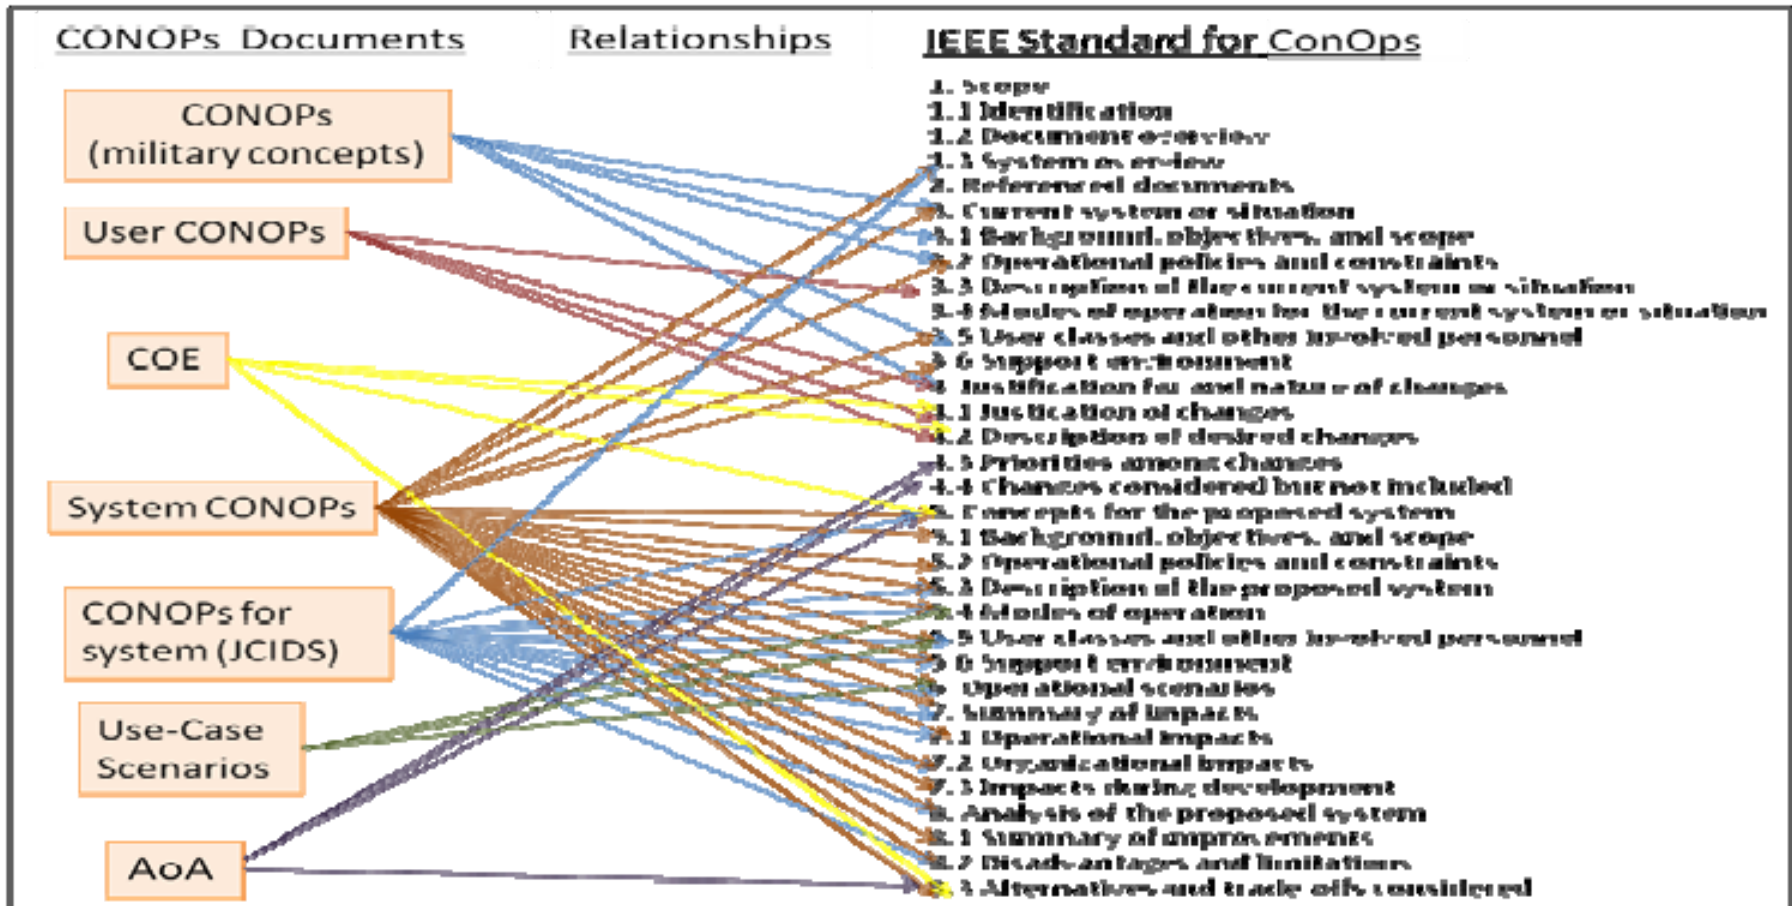 CONOPs Documents
Relationships
IEEE Standard for ConOps
CONOPs
(military concepts)
User CONOPs
COE
System CONOPs
CONOPs for
system (JCIDS)
Use-Case
Scenarios
AoA
1. Scope
1.1 Identification
1.2 Document overview
1.3 System overview
2. Referenced documents
3. Current system or situation
3.1 Background, objectives, and scope
3.2 Operational policies and constraints
3.3 Description of the current system or situation
3.4 Modes of operation for the current system or situation
3.5 User classes and other involved personnel
3.6 Support environment
4. Justification for and nature of changes
4.1 Justication of changes
4.2 Description of desired changes
4.3 Priorities among changes
4.4 Changes considered but not included
5. Concepts for the proposed system
5.1 Background, objectives, and scope
5.2 Operational policies and constraints
5.3 Description of the proposed system
5.4 Modes of operation
5.5 User classes and other involved personnel
5.6 Support environment
6. Operational scenarios
7. Summary of impacts
7.1 Operational impacts
7.2 Organizational impacts
7.3 Impacts during development
8. Analysis of the proposed system
8.1 Summary of improvements
8.2 Disadvantages and limitations
8.3 Alternatives and trade-offs considered